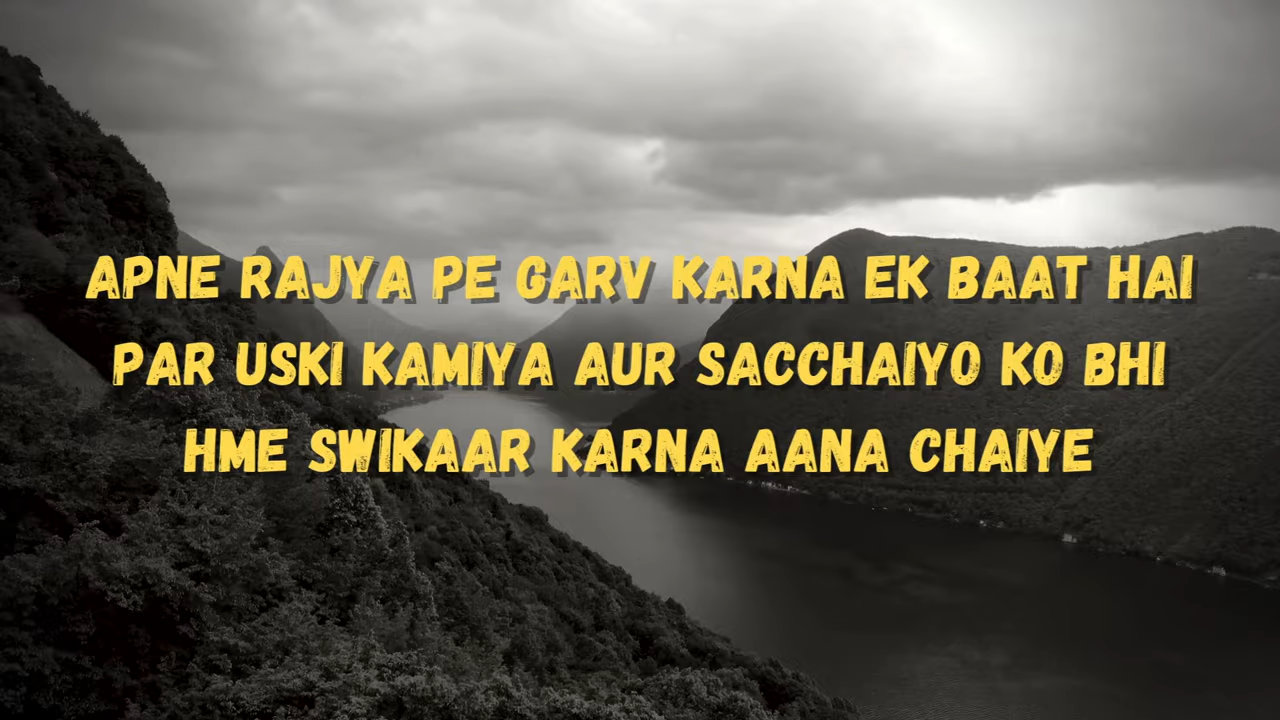 APNE RAJYA PE GARV KARNA EK BAAT HAI
PAR USKI KAMIYA AUR SACCHAIYO KO BHI
HME SWIKAAR KARNA AANA CHAIYE